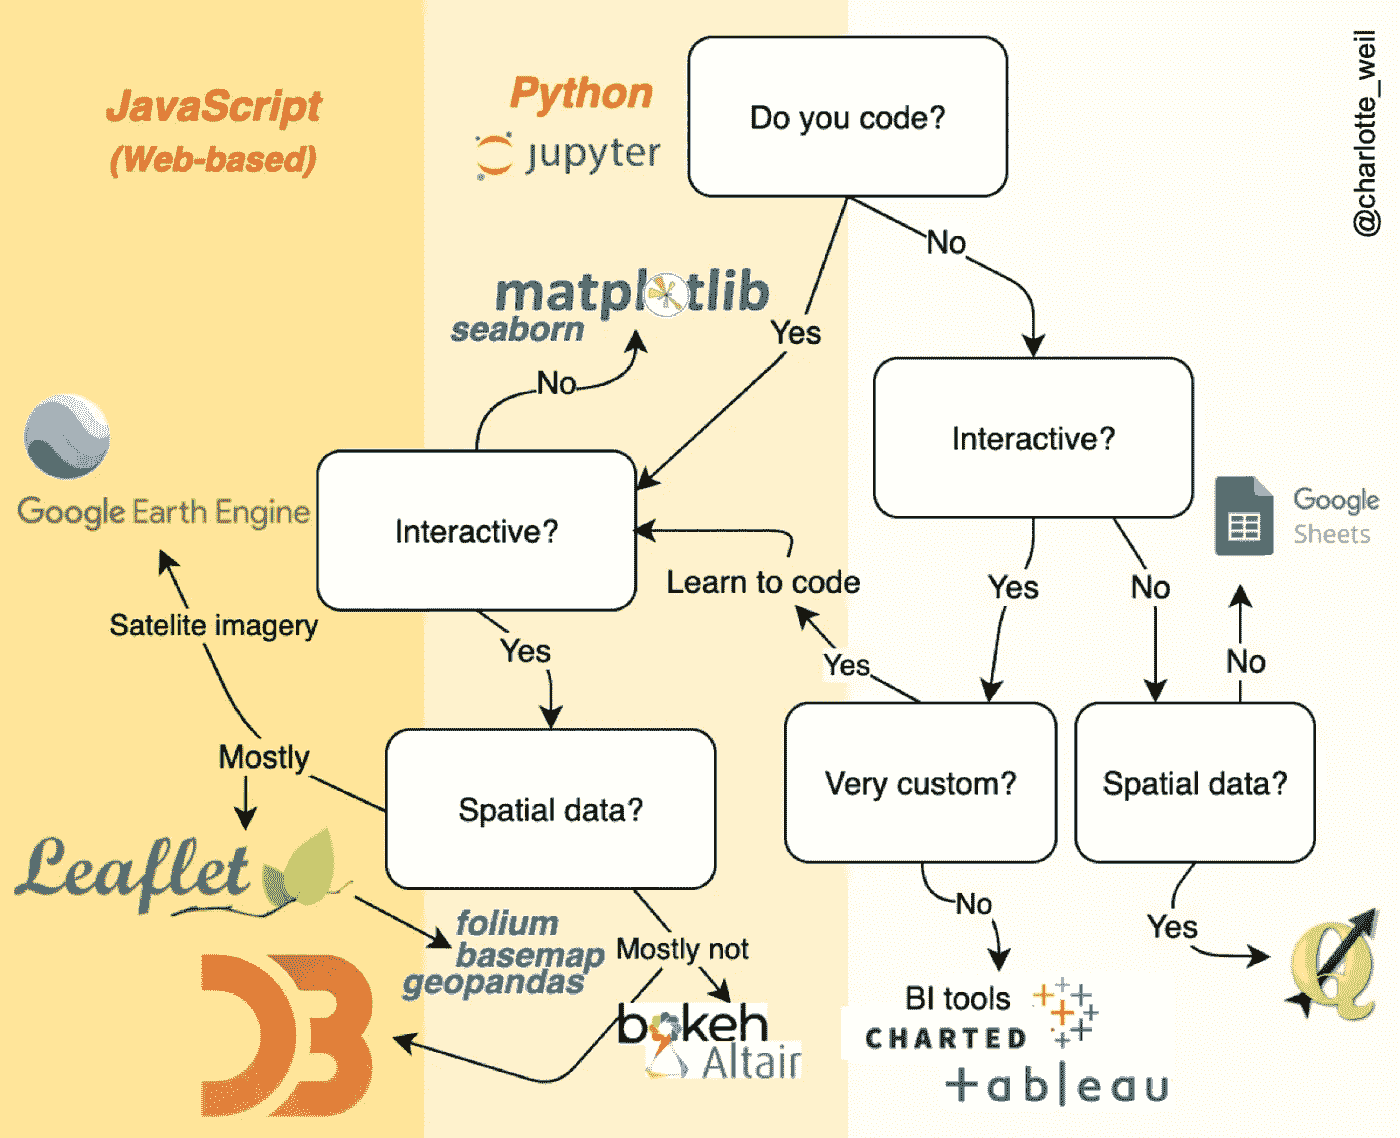 JavaScript
(Web-based)
Python
jupyter
Do you code?
@charlotte_weil
No
Yes
matplotlib
seaborn
No
Interactive?
Google Earth Engine
Interactive?
Google
Sheets
Learn to code
Yes
No
Satelite imagery
Yes
Yes
No
Mostly
Spatial data?
Very custom?
Spatial data?
Leaflet
folium
basemap
geopandas
Mostly not
No
Yes
Q
D3
bokeh
Altair
BI tools
CHARTED
+ableau